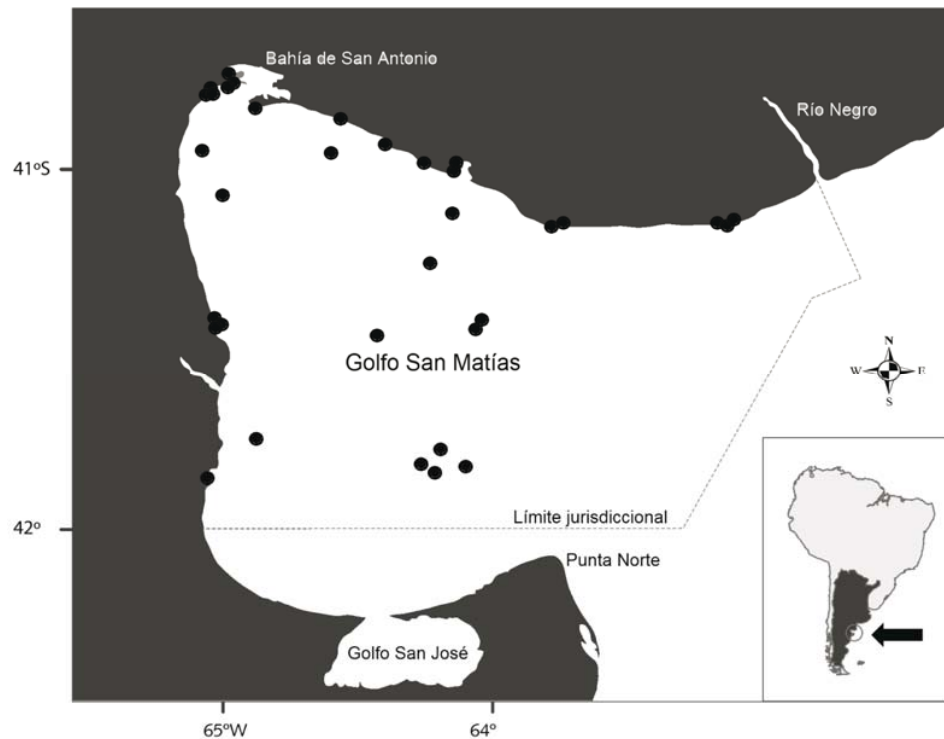 Bahía de San Antonio
Río Negro
41ºS
Golfo San Matías
N
W E
S
42º
Límite jurisdiccional
Punta Norte
Golfo San José
65ºW
64º